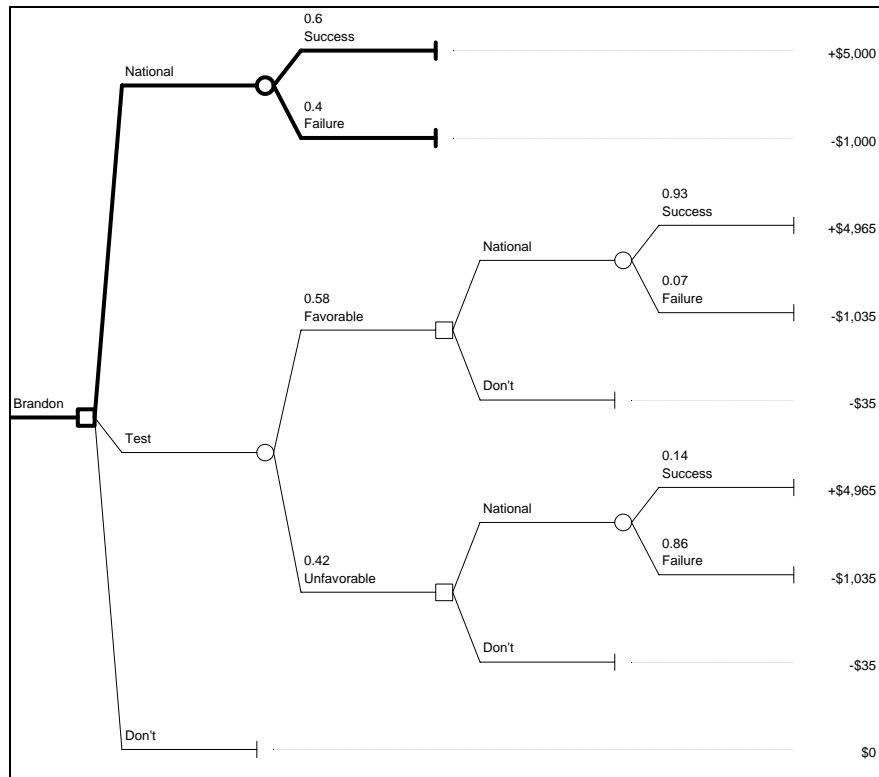 0.6
Success
National
+$5,000
0.4
Failure
-$1,000
0.93
Success
National
+$4,965
0.07
Failure
0.58
Favorable
-$1,035
Don't
-$35
Brandon
Test
0.14
Success
National
+$4,965
0.86
Failure
0.42
Unfavorable
-$1,035
Don't
-$35
Don't
$0